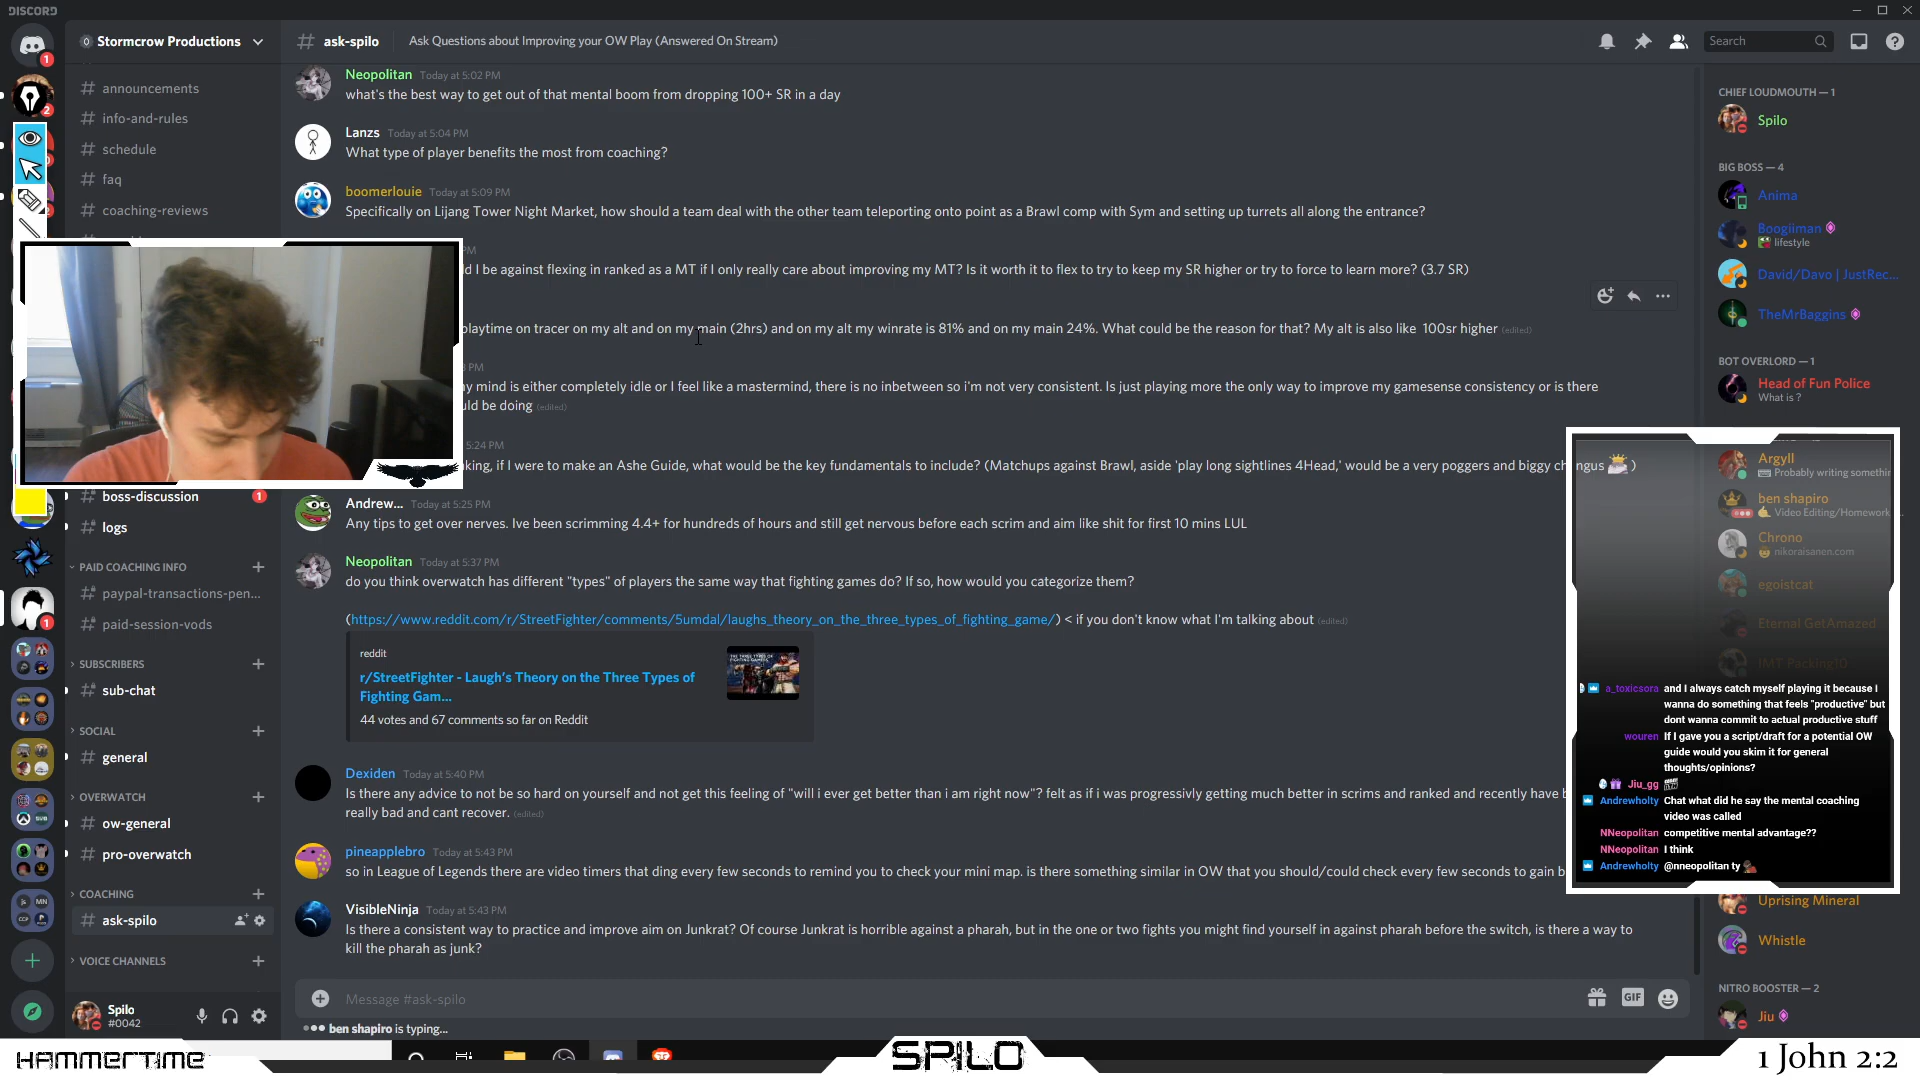 DISCORD
Stormcrow Productions
# ask-spilo
Ask Questions about Improving your OW Play (Answered On Stream)
Search
# announcements
# info-and-rules
# schedule
# faq
# coaching-reviews
# boss-discussion
1
# logs
PAID COACHING INFO
paypal-transactions-pen...
paid-session-vods
SUBSCRIBERS
sub-chat
SOCIAL
# general
OVERWATCH
# ow-general
# pro-overwatch
COACHING
# ask-spilo
VOICE CHANNELS
Spilo
#0042
Neopolitan Today at 5:02 PM
what's the best way to get out of that mental boom from dropping 100+ SR in a day
Lanzs Today at 5:04 PM
What type of player benefits the most from coaching?
boomerlouie Today at 5:09 PM
Specifically on Lijang Tower Night Market, how should a team deal with the other team teleporting onto point as a Brawl comp with Sym and setting up turrets all along the entrance?
I be against flexing in ranked as a MT if I only really care about improving my MT? Is it worth it to flex to try to keep my SR higher or try to force to learn more? (3.7 SR)
playtime on tracer on my alt and on my main (2hrs) and on my alt my winrate is 81% and on my main 24%. What could be the reason for that? My alt is also like 100sr higher (edited)
mind is either completely idle or I feel like a mastermind, there is no inbetween so i'm not very consistent. Is just playing more the only way to improve my gamesense consistency or is there
be doing (edited)
5:24 PM
if I were to make an Ashe Guide, what would be the key fundamentals to include? (Matchups against Brawl, aside 'play long sightlines 4Head,' would be a very poggers and biggy chungus )
Andrew... Today at 5:25 PM
Any tips to get over nerves. Ive been scrimming 4.4+ for hundreds of hours and still get nervous before each scrim and aim like shit for first 10 mins LUL
Neopolitan Today at 5:37 PM
do you think overwatch has different "types" of players the same way that fighting games do? If so, how would you categorize them?
(https://www.reddit.com/r/StreetFighter/comments/5umdal/laughs_theory_on_the_three_types_of_fighting_game/) < if you don't know what I'm talking about (edited)
reddit
r/StreetFighter - Laugh's Theory on the Three Types of
Fighting Gam...
44 votes and 67 comments so far on Reddit
Dexiden Today at 5:40 PM
Is there any advice to not be so hard on yourself and not get this feeling of "will i ever get better than i am right now"? felt as if i was progressivly getting much better in scrims and ranked and recently have
really bad and cant recover. (edited)
pineapplebro Today at 5:43 PM
so in League of Legends there are video timers that ding every few seconds to remind you to check your mini map. is there something similar in OW that you should/could check every few seconds to gain
VisibleNinja Today at 5:43 PM
Is there a consistent way to practice and improve aim on Junkrat? Of course Junkrat is horrible against a pharah, but in the one or two fights you might find yourself in against pharah before the switch, is there a way to
kill the pharah as junk?
Message #ask-spilo
GIF
ben shapiro is typing...
CHIEF LOUDMOUTH — 1
Spilo
BIG BOSS — 4
Anima
Boogliman
lifestyle
David/Davo | JustRec...
TheMrBaggins
BOT OVERLORD — 1
Head of Fun Police
What is ?
Argyll
Probably writing somethin
ben shapiro
Video Editing/Homework
Chrono
nikoraisanen.com
egoistcat
Eternal GetAmazed
IMT Packing10
a_toxicsora and I always catch myself playing it because i
wanna do something that feels "productive" but
dont wanna commit to actual productive stuff
wouren If I gave you a script/draft for a potential OW
guide would you skim it for general
thoughts/opinions?
Jiu_gg
Andrewholty Chat what did he say the mental coaching
video was called
NNeopolitan competitive mental advantage??
NNeopolitan I think
Andrewholty @nneopolitan ty
Uprising Mineral
Whistle
NITRO BOOSTER — 2
Jiu
HAMMERTIME
SPILO
1 John 2:2